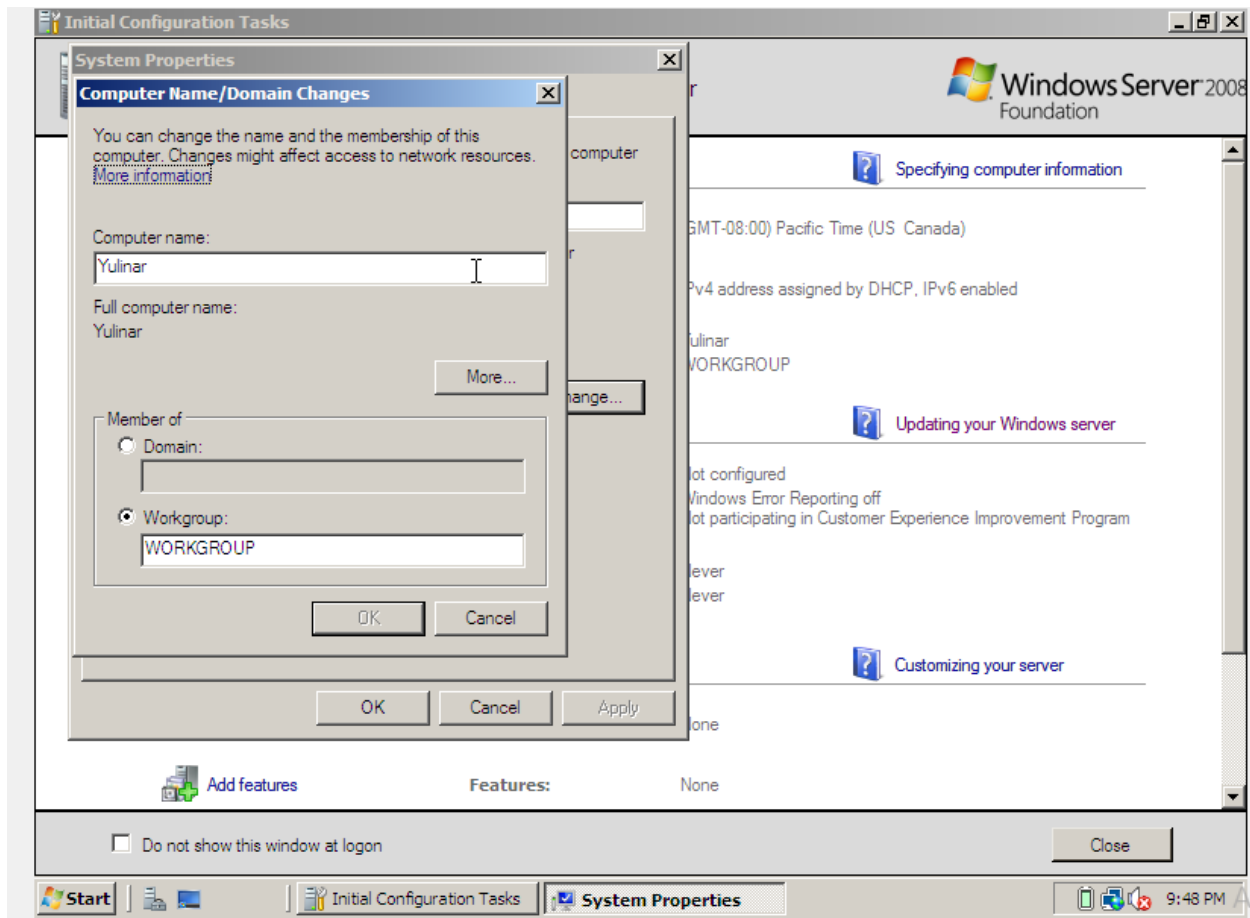 Initial Configuration Tasks
System Properties
Computer Name/Domain Changes
r
Windows Server 2008
Foundation
You can change the name and the membership of this
computer. Changes might affect access to network resources.
More information
computer
Specifying computer information
GMT-08:00) Pacific Time (US Canada)
Computer name:
Yulinar
r
Full computer name:
Yulinar
Pv4 address assigned by DHCP, IPv6 enabled
ulinar
WORKGROUP
More...
hange...
Member of
Domain:
Updating your Windows server
Workgroup:
WORKGROUP
lot configured
Windows Error Reporting off
lot participating in Customer Experience Improvement Program
lever
lever
OK
Cancel
Customizing your server
OK
Cancel
Apply
lone
Add features
Features:
None
Do not show this window at logon
Close
Start
Initial Configuration Tasks
System Properties
9:48 PM